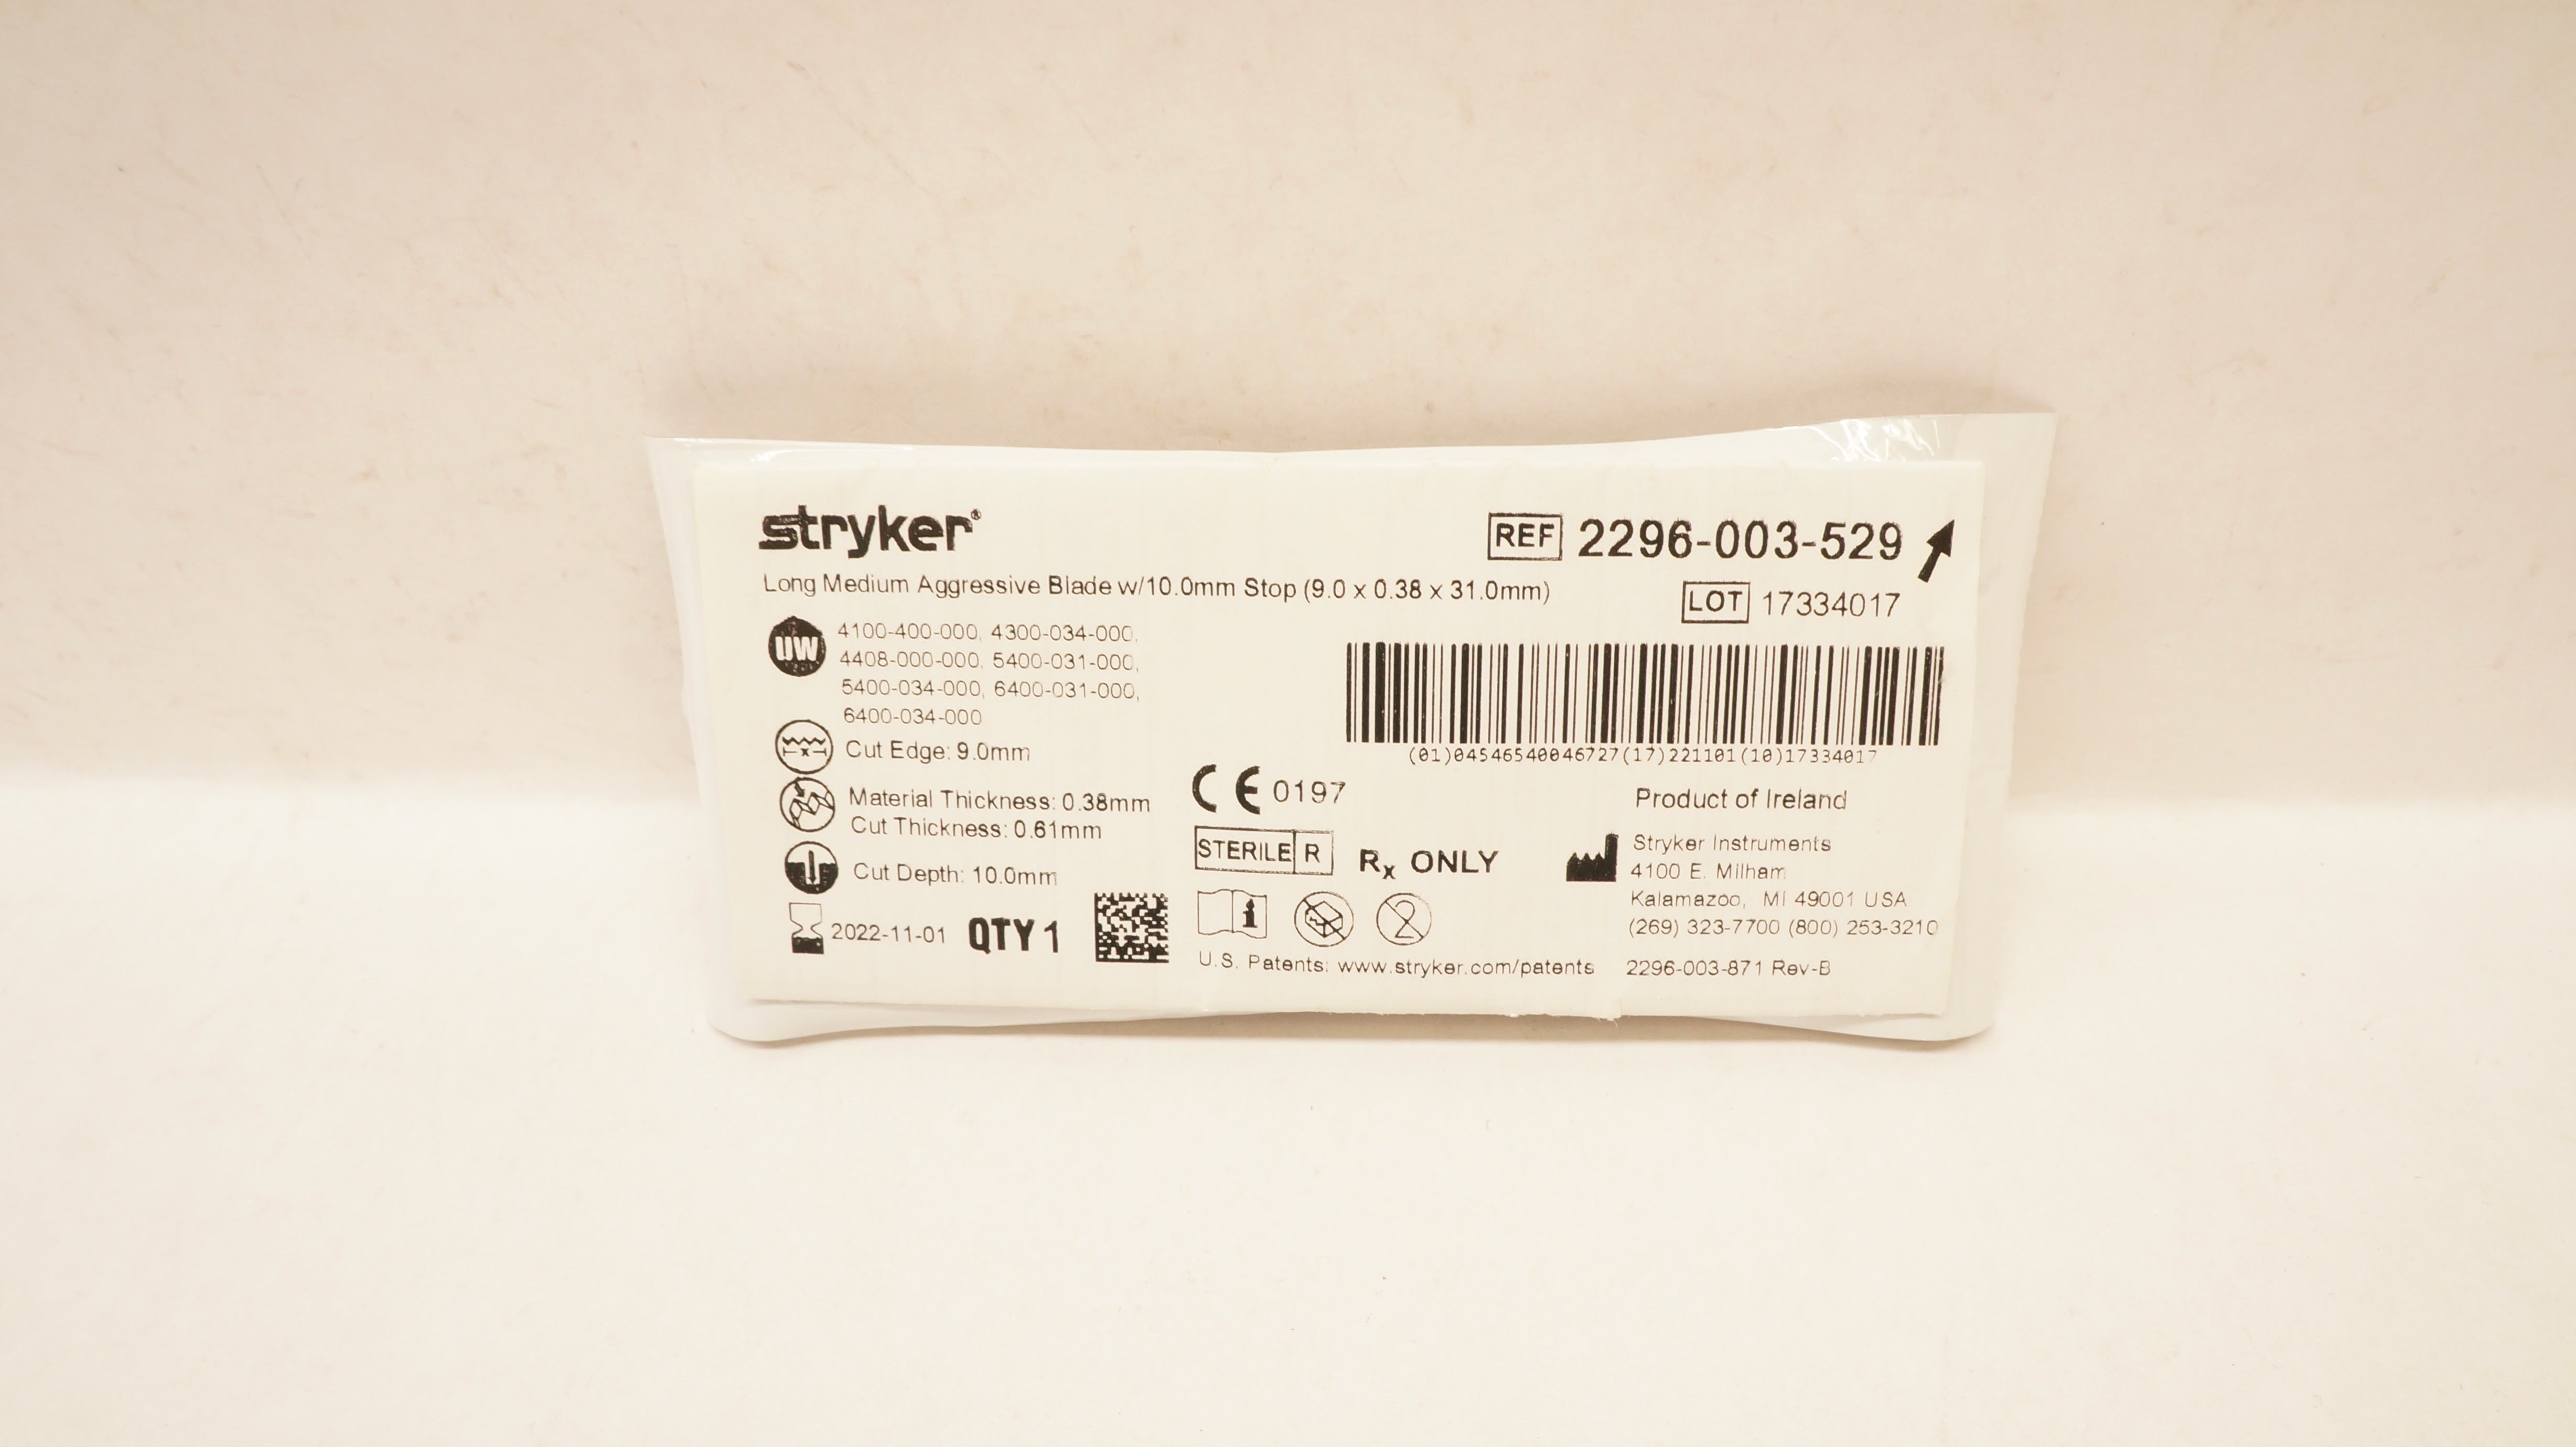 stryker®
REF 2296-003-529
Long Medium Aggressive Blade w/10.0mm Stop (9.0 x 0.38 x 31.0mm)
LOT 17334017
UW 4100-400-000, 4300-034-000,
4408-000-000, 5400-031-000,
5400-034-000, 6400-031-000,
6400-034-000
(01)04546540046727(17)221101(10)17334017
x
Cut Edge: 9.0mm
Material Thickness: 0.38mm
Cut Thickness: 0.61mm
Cut Depth: 10.0mm
2022-11-01 QTY 1
CE 0197
STERILE R Rx ONLY
i 2
U.S. Patents: www.stryker.com/patents
Product of Ireland
Stryker Instruments
4100 E. Milham
Kalamazoo, MI 49001 USA
(269) 323-7700 (800) 253-3210
2296-003-871 Rev-B